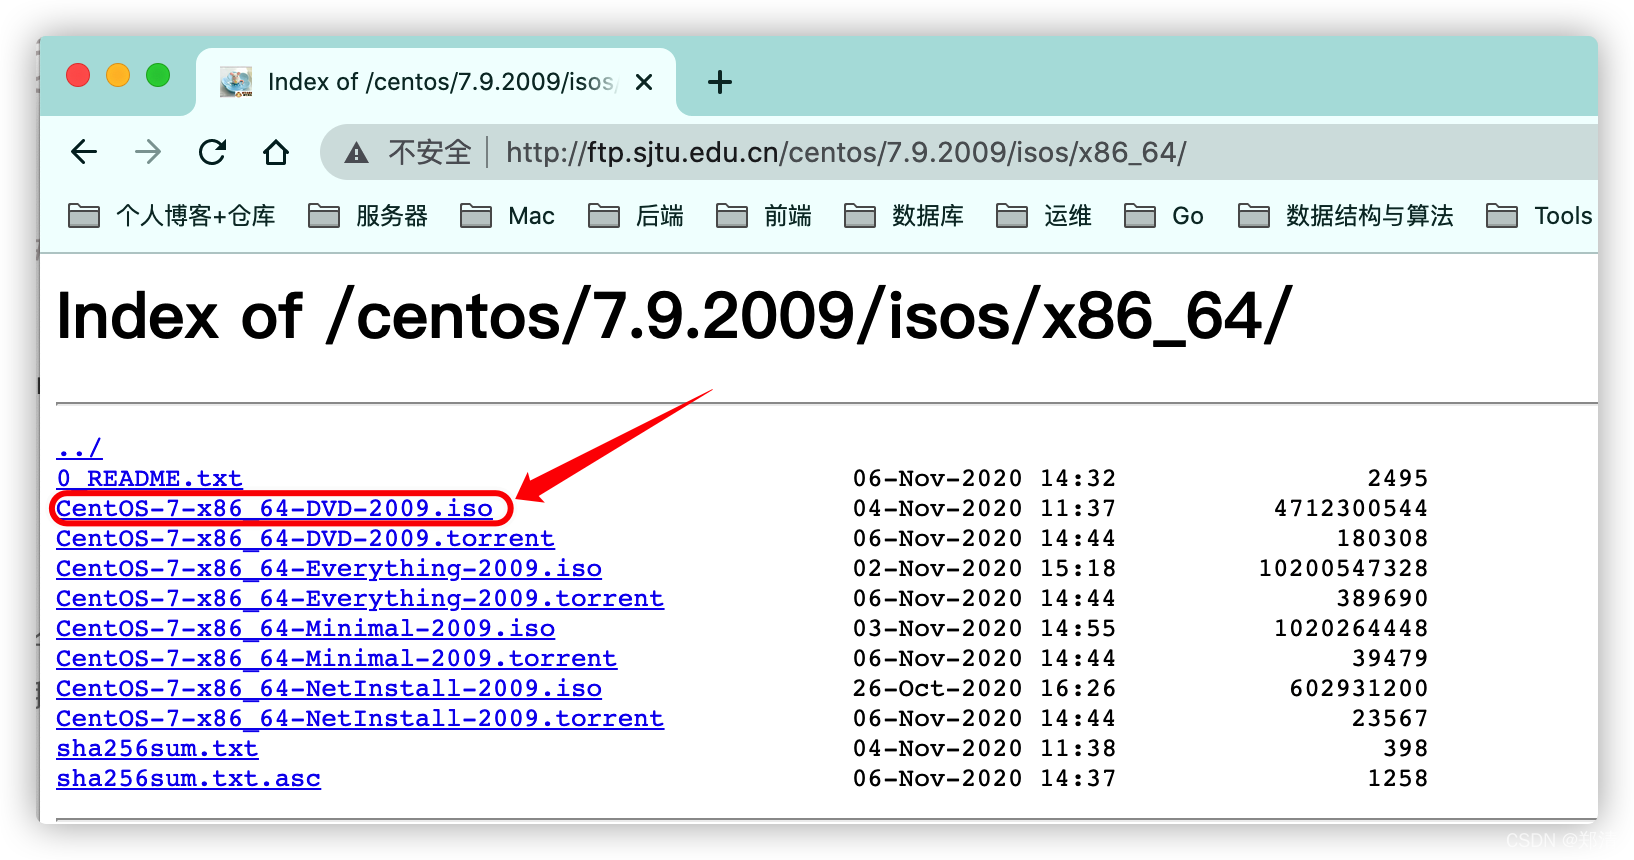 Index of /centos/7.9.2009/isos/
不安全 http://ftp.sjtu.edu.cn/centos/7.9.2009/isos/x86_64/
个人博客+仓库 服务器 Mac 后端 前端 数据库 运维 Go 数据结构与算法 Tools
Index of /centos/7.9.2009/isos/x86_64/
../
0_README.txt 06-Nov-2020 14:32 2495
CentOS-7-x86_64-DVD-2009.iso 04-Nov-2020 11:37 4712300544
CentOS-7-x86_64-DVD-2009.torrent 06-Nov-2020 14:44 180308
CentOS-7-x86_64-Everything-2009.iso 02-Nov-2020 15:18 10200547328
CentOS-7-x86_64-Everything-2009.torrent 06-Nov-2020 14:44 389690
CentOS-7-x86_64-Minimal-2009.iso 03-Nov-2020 14:55 1020264448
CentOS-7-x86_64-Minimal-2009.torrent 06-Nov-2020 14:44 39479
CentOS-7-x86_64-NetInstall-2009.iso 26-Oct-2020 16:26 602931200
CentOS-7-x86_64-NetInstall-2009.torrent 06-Nov-2020 14:44 23567
sha256sum.txt 04-Nov-2020 11:38 398
sha256sum.txt.asc 06-Nov-2020 14:37 1258
CSDN